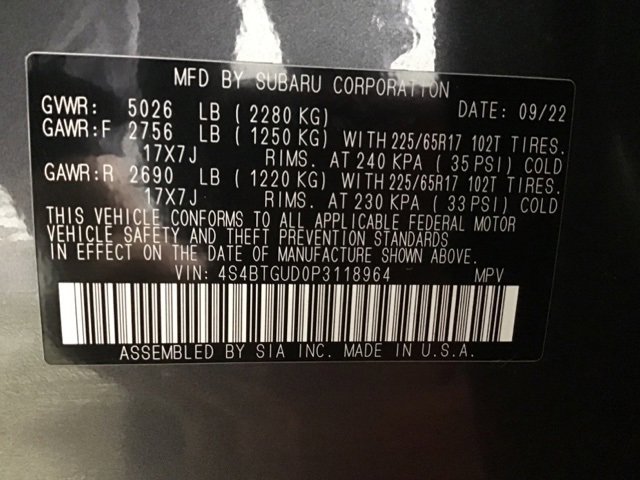 MFD BY SUBARU CORPORATION
GVWR: 5026 LB ( 2280 KG) DATE: 09/22
GAWR:F 2756 LB ( 1250 KG) WITH 225/65R17 102T TIRES.
17X7J RIMS. AT 240 KPA ( 35 PSI) COLD
GAWR:R 2690 LB ( 1220 KG) WITH 225/65R17 102T TIRES.
17X7J RIMS. AT 230 KPA ( 33 PSI) COLD
THIS VEHICLE CONFORMS TO ALL APPLICABLE FEDERAL MOTOR
VEHICLE SAFETY AND THEFT PREVENTION STANDARDS
IN EFFECT ON THE DATE OF MANUFACTURE SHOWN ABOVE.
VIN: 4S4BTGUD0P3118964 MPV
ASSEMBLED BY SIA INC. MADE IN U.S.A.